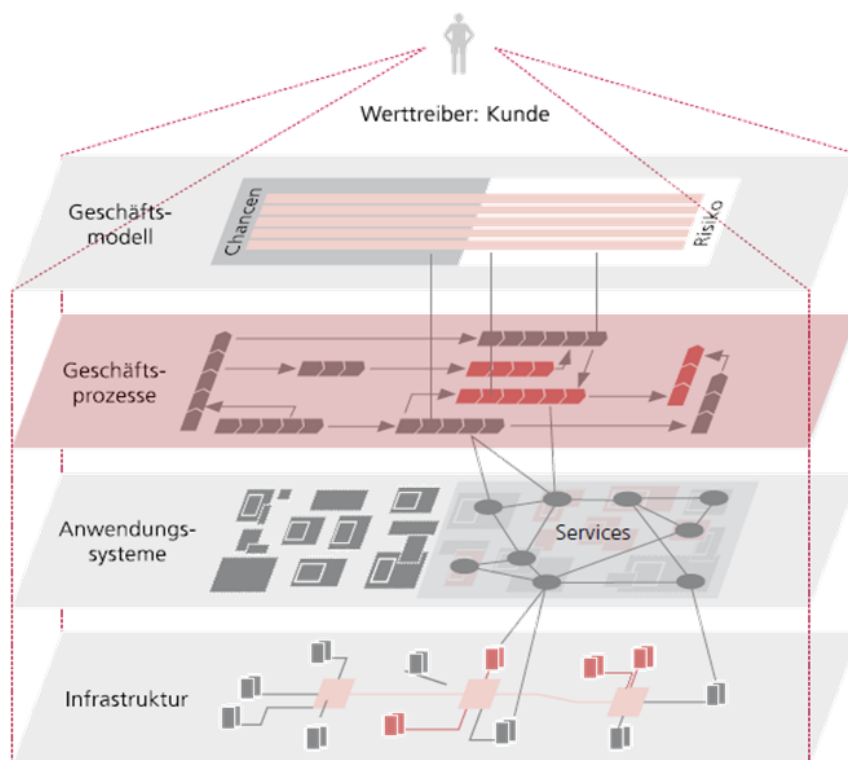 Werttreiber: Kunde
Geschäfts-
modell
Chancen
Risiko
Geschäfts-
prozesse
Anwendungs-
systeme
Services
Infrastruktur